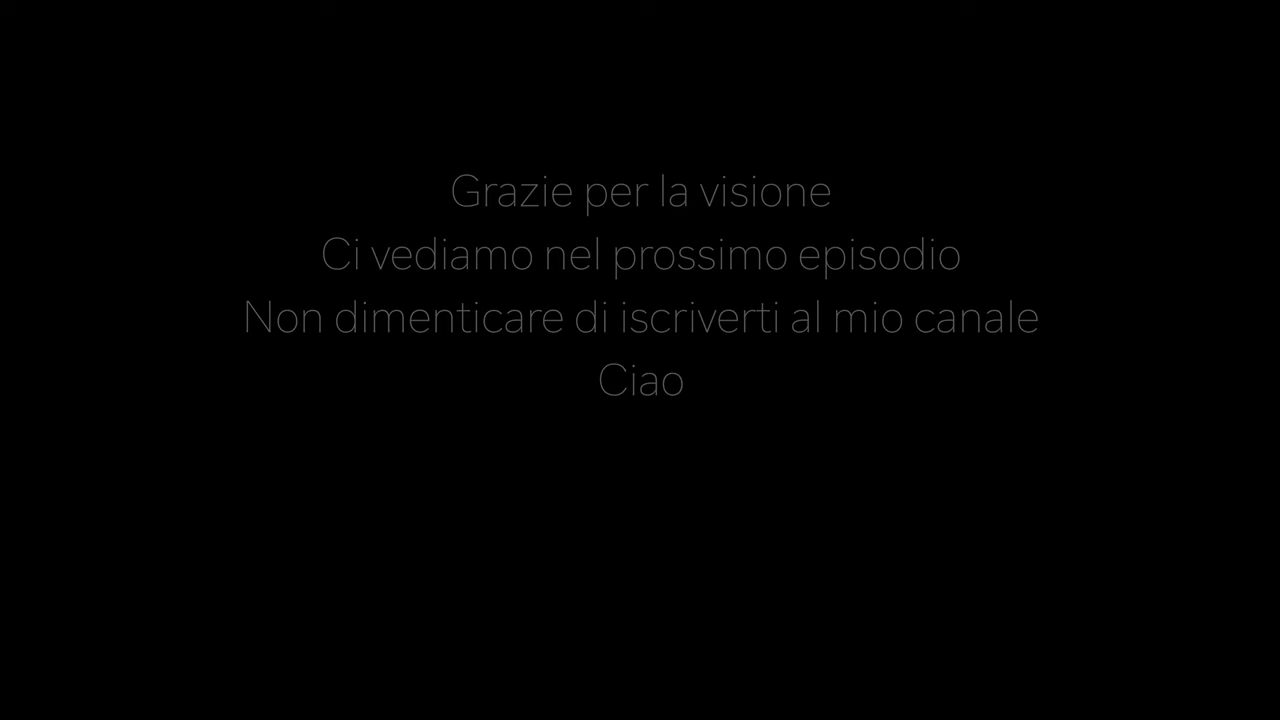 Grazie per la visione
Ci vediamo nel prossimo episodio
Non dimenticare di iscriverti al mio canale
Ciao